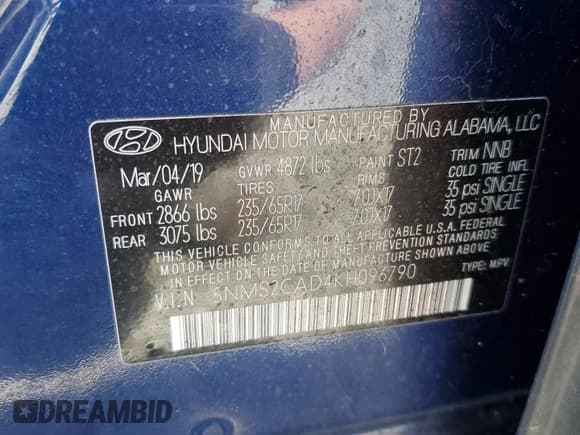 MANUFACTURED BY
HYUNDAI MOTOR MANUFACTURING ALABAMA, LLC
Mar/04/19 GVWR 4872 lbs PAINT ST2 TRIM NNB
GAWR TIRES RIMS COLD TIRE INFL
FRONT 2866 lbs 235/65R17 7.0JX17 35 psi SINGLE
REAR 3075 lbs 235/65R17 7.0JX17 35 psi SINGLE
THIS VEHICLE CONFORMS TO ALL APPLICABLE U.S.A. FEDERAL
MOTOR VEHICLE SAFETY STANDARDS IN EFFECT ON
THE DATE OF MANUFACTURE SHOWN ABOVE
V.I.N 5NMS2CAD4KH096790 TYPE: MPV
DREAMBID